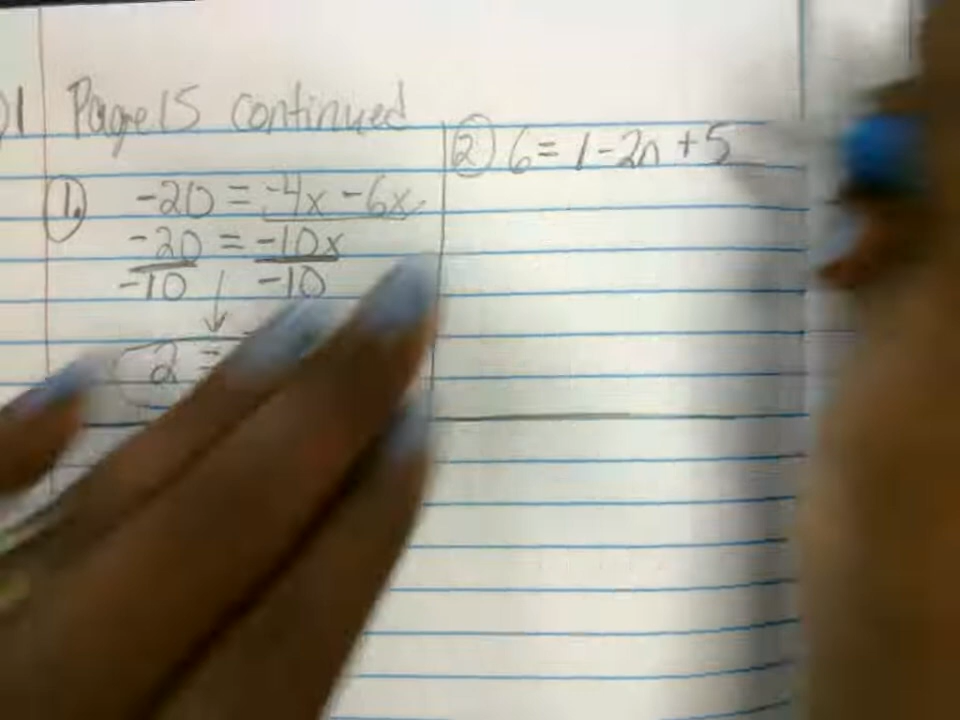 Page 15 continued
1. -20 = -4x - 6x
-20 = -10x
-10 -10
2 =
2 6 = 1 - 2n + 5